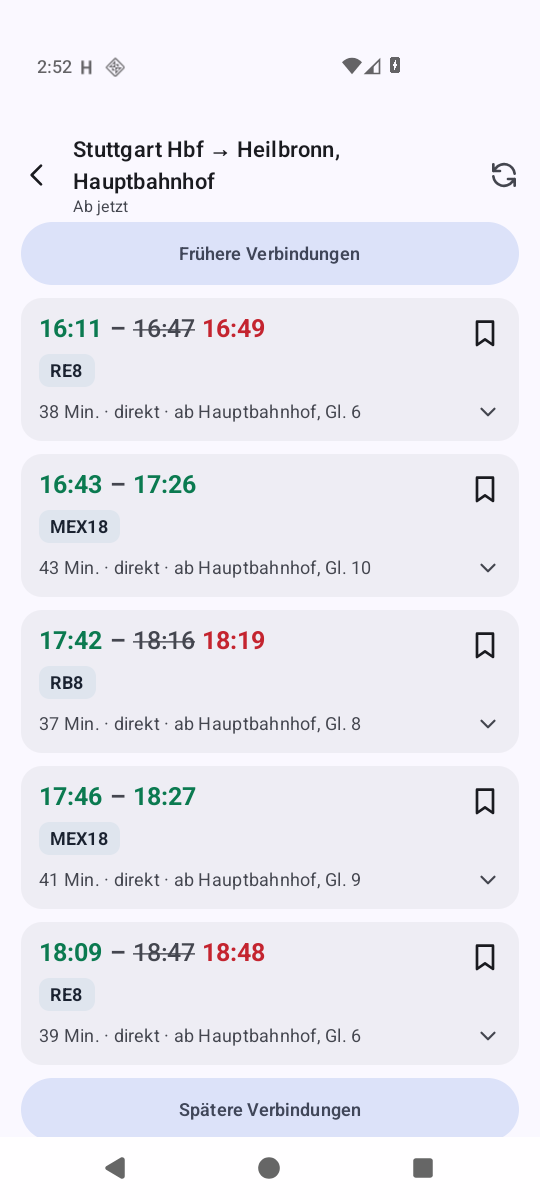 2:52 H
Stuttgart Hbf → Heilbronn,
Hauptbahnhof
Ab jetzt
Frühere Verbindungen
16:11 – 16:47 16:49
RE8
38 Min. · direkt · ab Hauptbahnhof, Gl. 6
16:43 – 17:26
MEX18
43 Min. · direkt · ab Hauptbahnhof, Gl. 10
17:42 – 18:16 18:19
RB8
37 Min. · direkt · ab Hauptbahnhof, Gl. 8
17:46 – 18:27
MEX18
41 Min. · direkt · ab Hauptbahnhof, Gl. 9
18:09 – 18:47 18:48
RE8
39 Min. · direkt · ab Hauptbahnhof, Gl. 6
Spätere Verbindungen